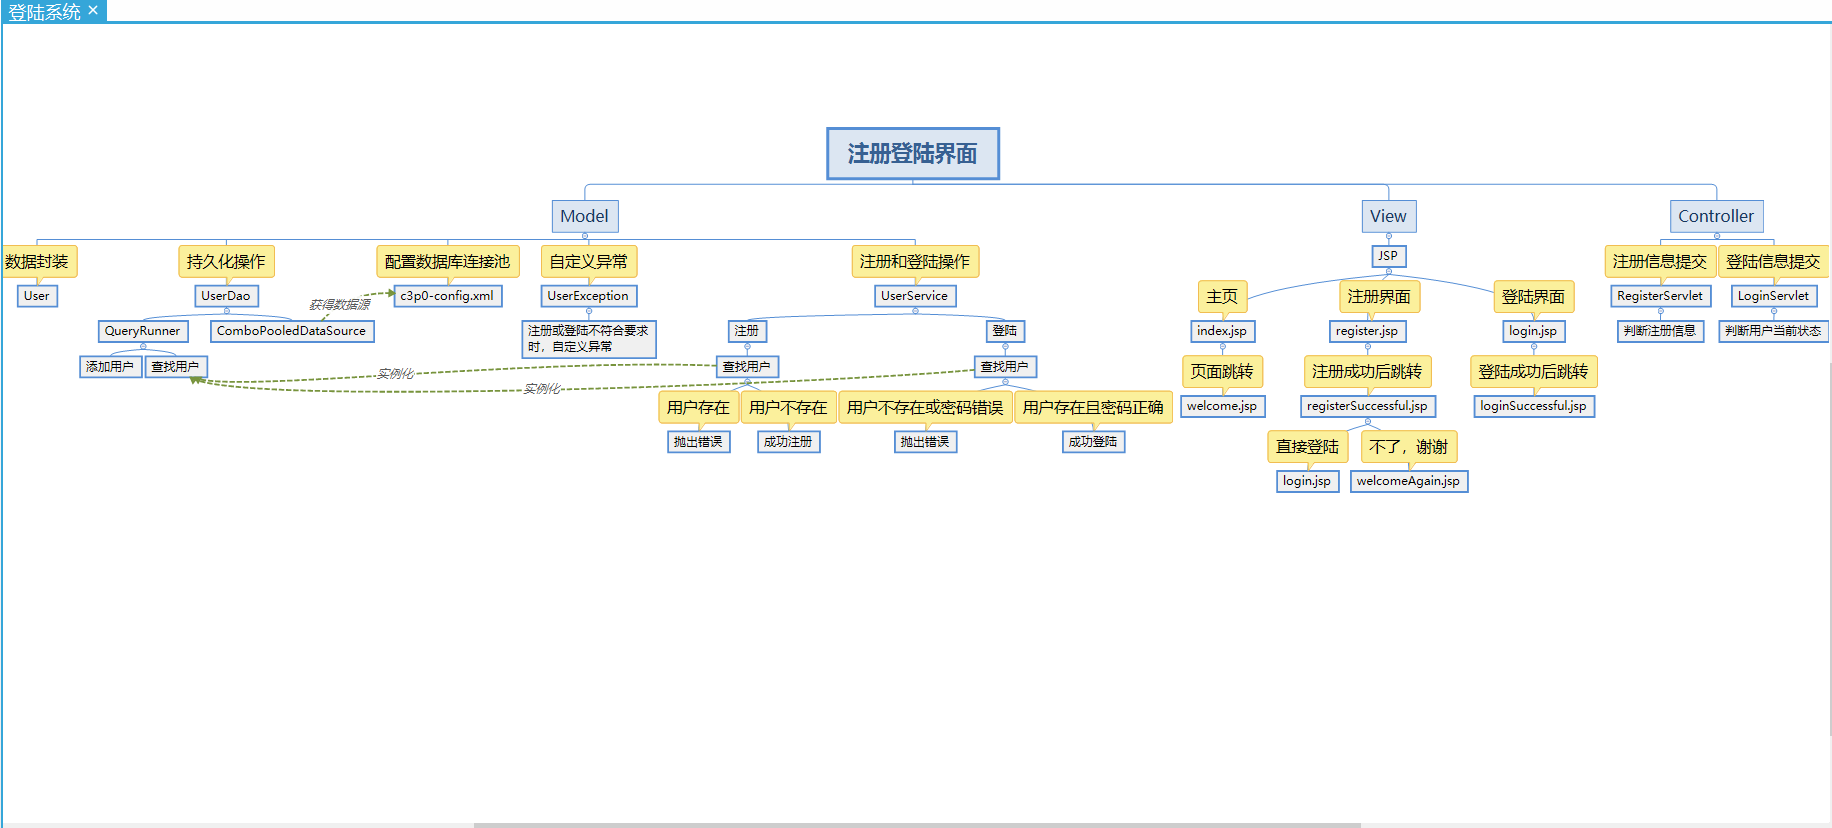 登陆系统 ×
注册登陆界面
Model
View
Controller
数据封装
持久化操作
配置数据库连接池
自定义异常
注册和登陆操作
JSP
注册信息提交
登陆信息提交
User
UserDao
获得数据源
c3p0-config.xml
UserException
UserService
主页
注册界面
登陆界面
RegisterServlet
LoginServlet
QueryRunner
ComboPooledDataSource
注册或登陆不符合要求
时，自定义异常
注册
登陆
index.jsp
register.jsp
login.jsp
判断注册信息
判断用户当前状态
添加用户
查找用户
实例化
实例化
查找用户
查找用户
页面跳转
注册成功后跳转
登陆成功后跳转
用户存在
用户不存在
用户不存在或密码错误
用户存在且密码正确
welcome.jsp
registerSuccessful.jsp
loginSuccessful.jsp
抛出错误
成功注册
抛出错误
成功登陆
直接登陆
不了，谢谢
login.jsp
welcomeAgain.jsp